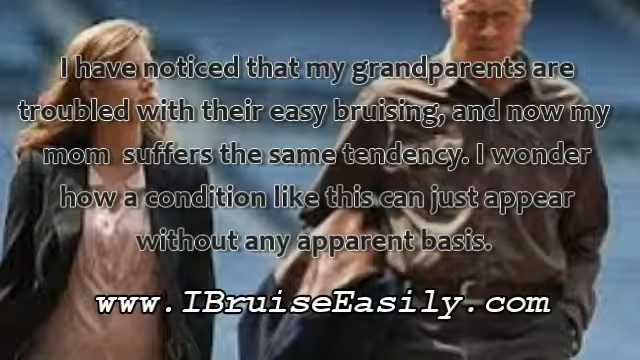 I have noticed that my grandparents are
troubled with their easy bruising, and now my
mom  suffers the same tendency. I wonder
how a condition like this can just appear
without any apparent basis.
www.IBruiseEasily.com